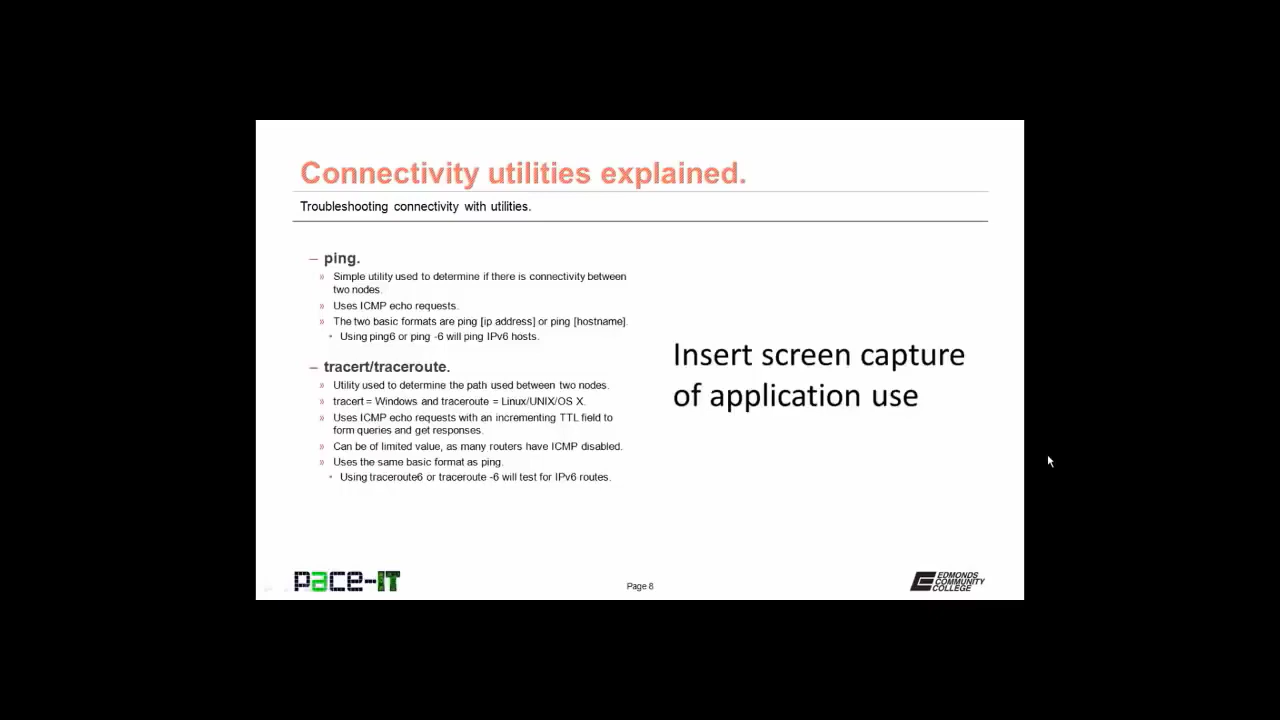 Connectivity utilities explained.
Troubleshooting connectivity with utilities.
– ping.
» Simple utility used to determine if there is connectivity between
two nodes.
» Uses ICMP echo requests.
» The two basic formats are ping [ip address] or ping [hostname].
• Using ping6 or ping -6 will ping IPv6 hosts.
– tracert/traceroute.
» Utility used to determine the path used between two nodes.
» tracert = Windows and traceroute = Linux/UNIX/OS X.
» Uses ICMP echo requests with an incrementing TTL field to
form queries and get responses.
» Can be of limited value, as many routers have ICMP disabled.
» Uses the same basic format as ping.
• Using traceroute6 or traceroute -6 will test for IPv6 routes.
Insert screen capture
of application use
pace-IT
Page 8
EDMONDS
COMMUNITY
COLLEGE